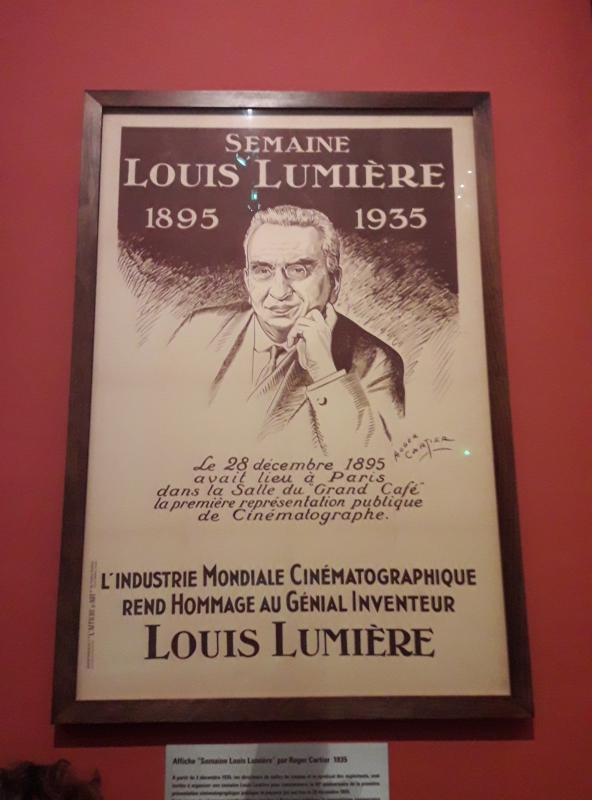 SEMAINE
LOUIS LUMIÈRE
1895 1935
ROGER
CARTIER
Le 28 décembre 1895
avait lieu à Paris
dans la Salle du "Grand Café"
la première représentation publique
de Cinématographe.
L'INDUSTRIE MONDIALE CINÉMATOGRAPHIQUE
REND HOMMAGE AU GÉNIAL INVENTEUR
LOUIS LUMIÈRE
Affiche "Semaine Louis Lumière" par Roger Cartier 1935